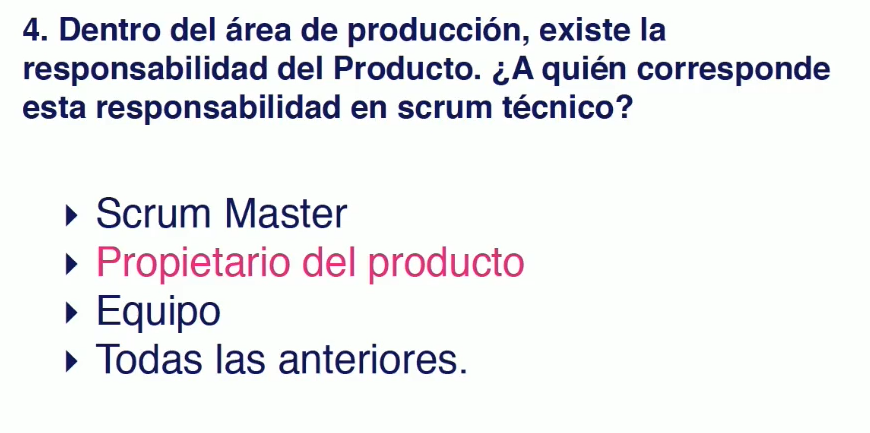 4. Dentro del área de producción, existe la
responsabilidad del Producto. ¿A quién corresponde
esta responsabilidad en scrum técnico?
Scrum Master
Propietario del producto
Equipo
Todas las anteriores.